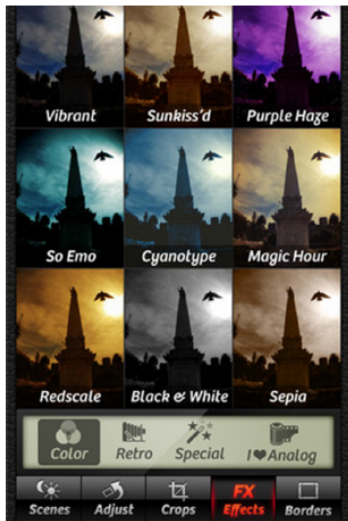 Vibrant Sunkiss'd Purple Haze
So Emo Cyanotype Magic Hour
Redscale Black & White Sepia
Color Retro Special I♥Analog
FX
Scenes Adjust Crops Effects Borders